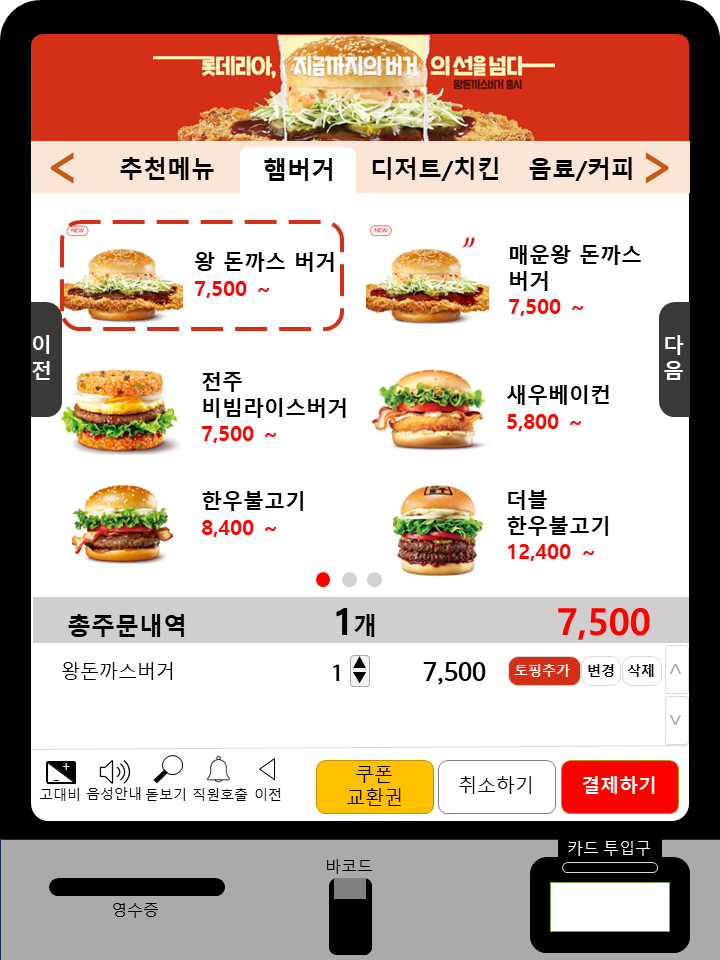 롯데리아, 지금까지의 버거 의 선을 넘다
왕돈까스버거 출시
< 추천메뉴 햄버거 디저트/치킨 음료/커피 >
NEW
왕 돈까스 버거
7,500 ~
NEW
매운왕 돈까스
버거
7,500 ~
이전
다음
전주
비빔라이스버거
7,500 ~
새우베이컨
5,800 ~
한우불고기
8,400 ~
더블
한우불고기
12,400 ~
총주문내역 1개 7,500
왕돈까스버거 1 7,500 토핑추가 변경 삭제
고대비 음성안내 돋보기 직원호출 이전
쿠폰
교환권
취소하기
결제하기
카드 투입구
바코드
영수증